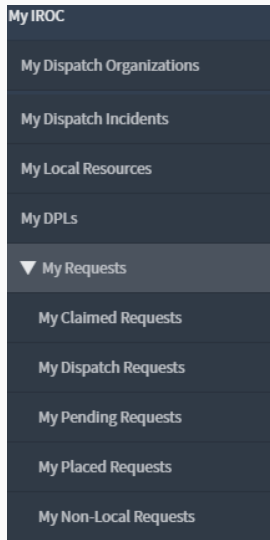 My IROC
My Dispatch Organizations
My Dispatch Incidents
My Local Resources
My DPLs
My Requests
My Claimed Requests
My Dispatch Requests
My Pending Requests
My Placed Requests
My Non-Local Requests